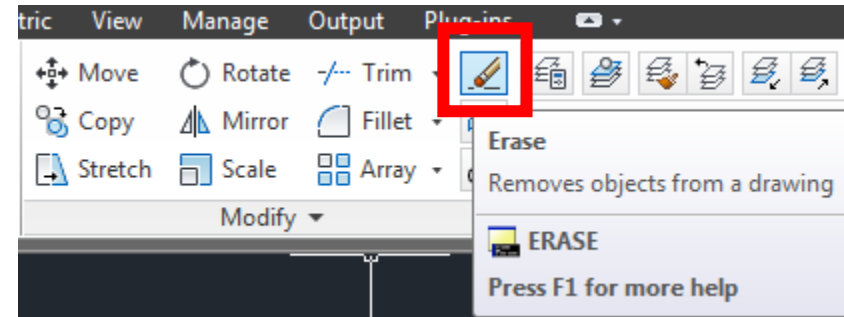 tric View Manage Output Plug-ins
Move Rotate Trim
Copy Mirror Fillet
Stretch Scale Array
Modify
Erase
Removes objects from a drawing
ERASE
Press F1 for more help